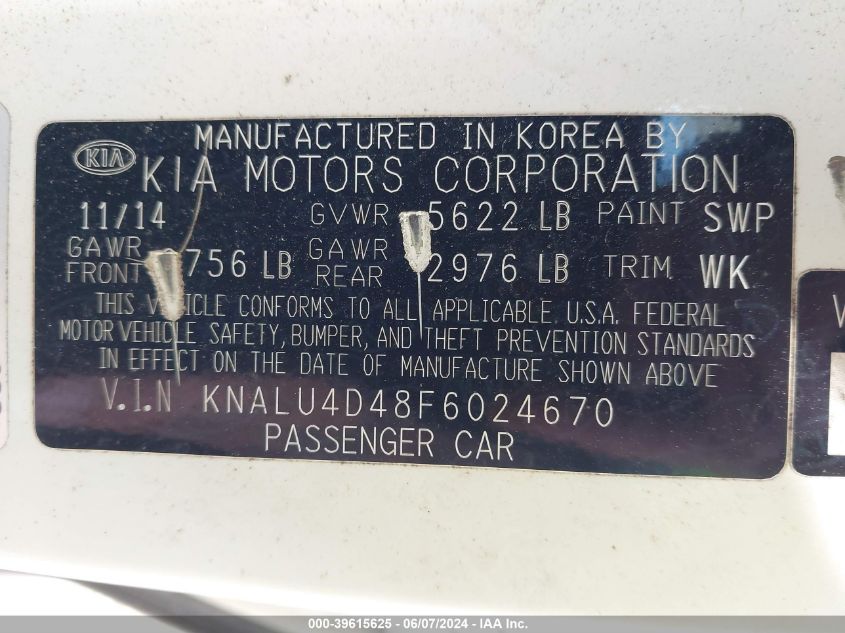 MANUFACTURED IN KOREA BY
KIA KIA MOTORS CORPORATION
11/14 GVWR 5622 LB PAINT SWP
GAWR FRONT 756 LB GAWR REAR 2976 LB TRIM WK
THIS VEHICLE CONFORMS TO ALL APPLICABLE U.S.A. FEDERAL
MOTOR VEHICLE SAFETY, BUMPER, AND THEFT PREVENTION STANDARDS
IN EFFECT ON THE DATE OF MANUFACTURE SHOWN ABOVE
V.I.N KNALU4D48F6024670
PASSENGER CAR
000-39615625 - 06/07/2024 - IAA Inc.